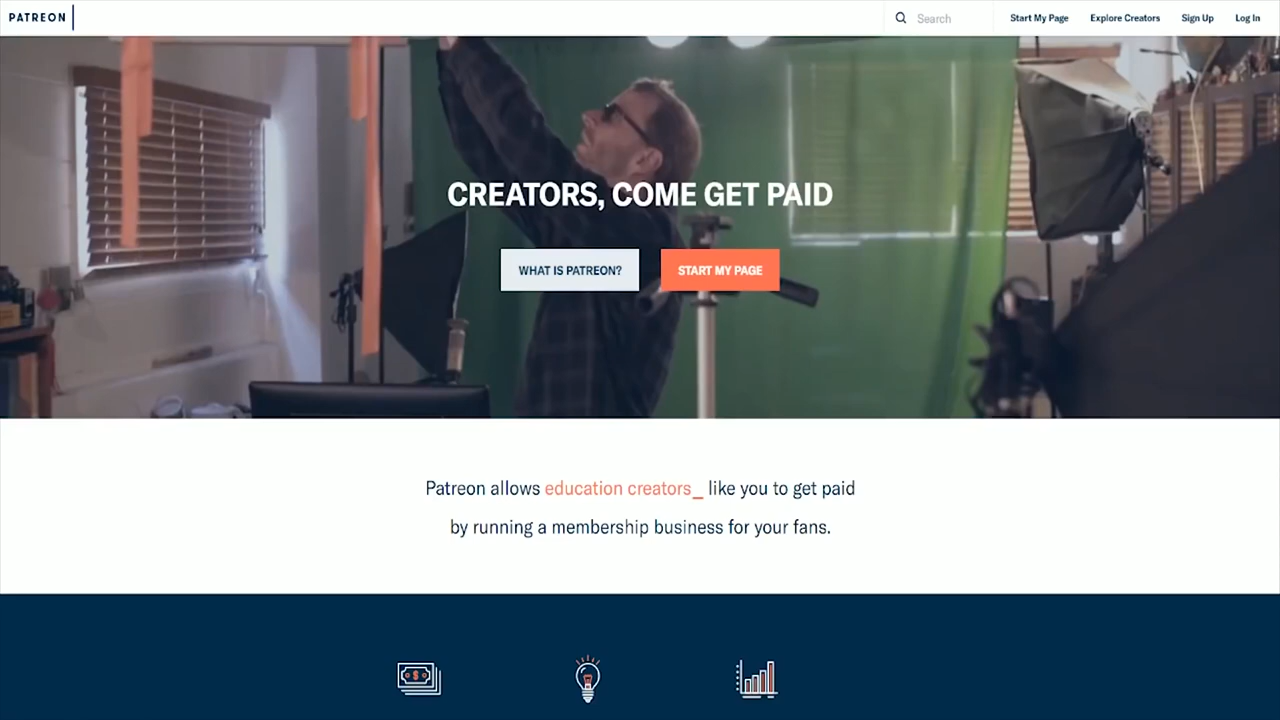 PATREON
Search
Start My Page
Explore Creators
Sign Up
Log In
CREATORS, COME GET PAID
WHAT IS PATREON?
START MY PAGE
Patreon allows education creators_ like you to get paid
by running a membership business for your fans.
$